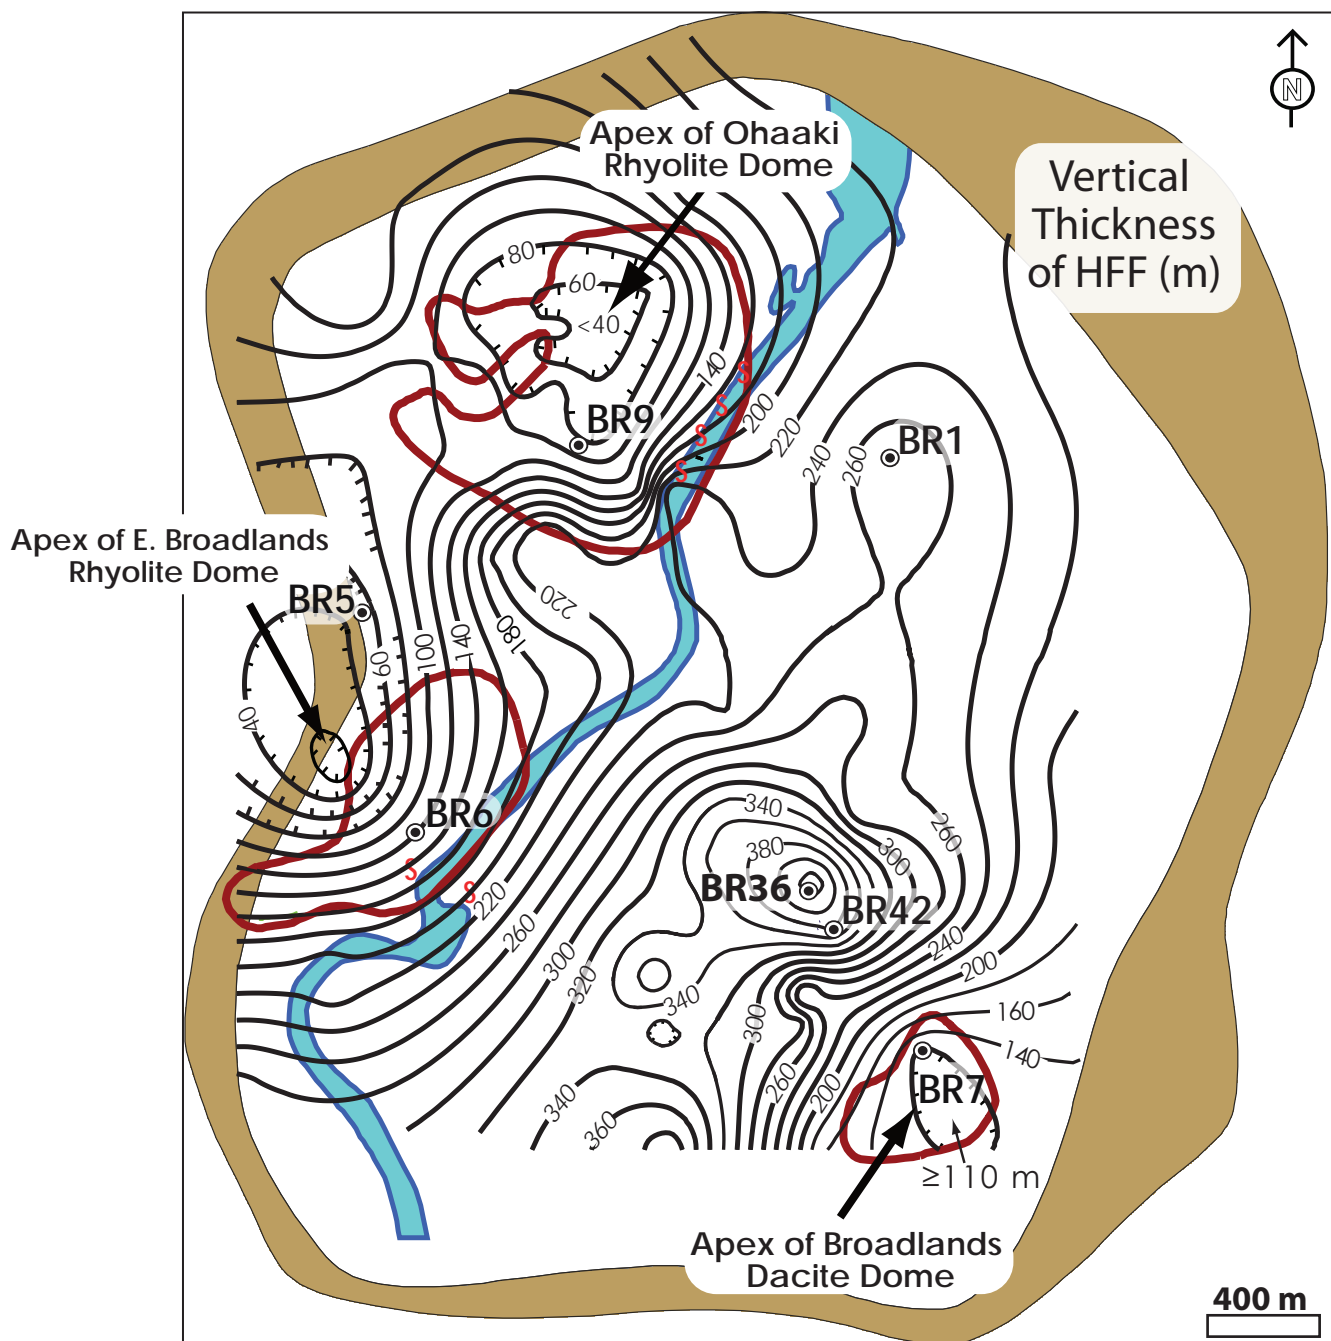 N
Vertical
Thickness
of HFF (m)
Apex of Ohaaki
Rhyolite Dome
80
60
<40
140
S
S
S
S
200
220
240
260
BR9
BR1
Apex of E. Broadlands
Rhyolite Dome
BR5
220
180
140
100
60
40
BR6
S
S
220
260
300
320
340
380
300
260
BR36
BR42
240
200
340
300
160
140
260
200
BR7
340
360
≥110 m
Apex of Broadlands
Dacite Dome
400 m